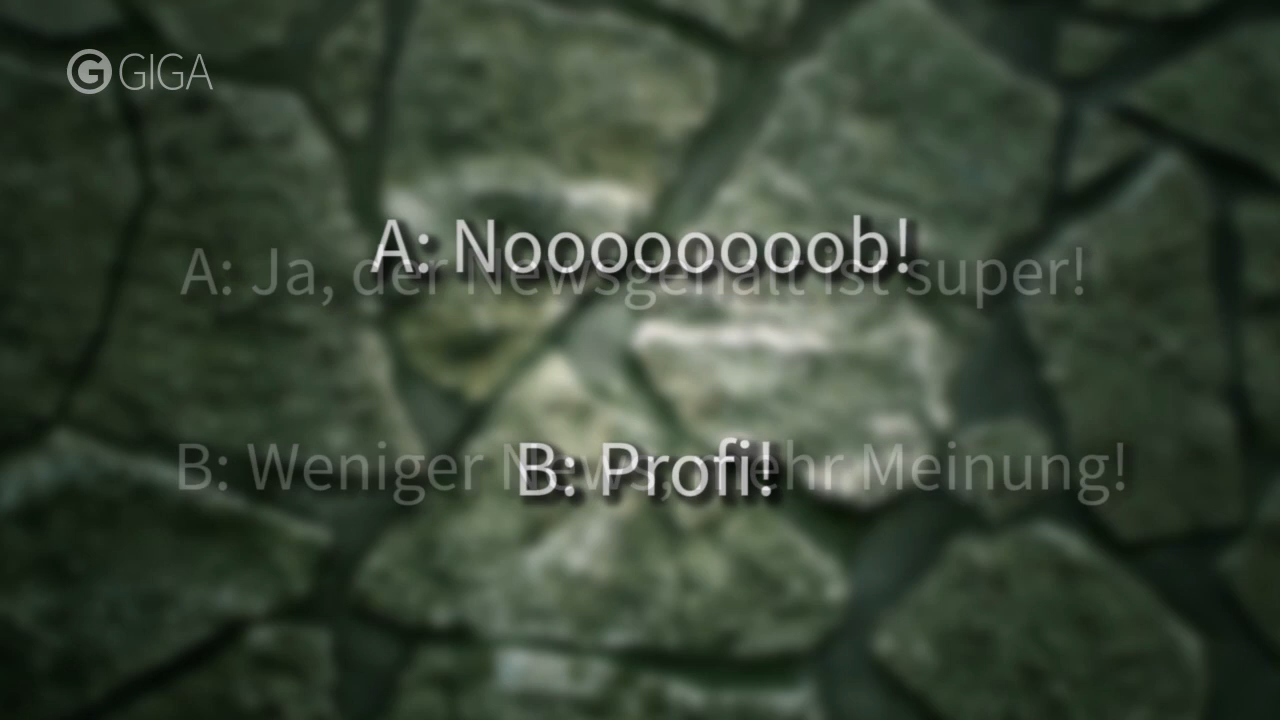 GIGA
A: Nooooooooob!
A: Ja, der Newsgehalt ist super!
B: Profi!
B: Weniger News, mehr Meinung!